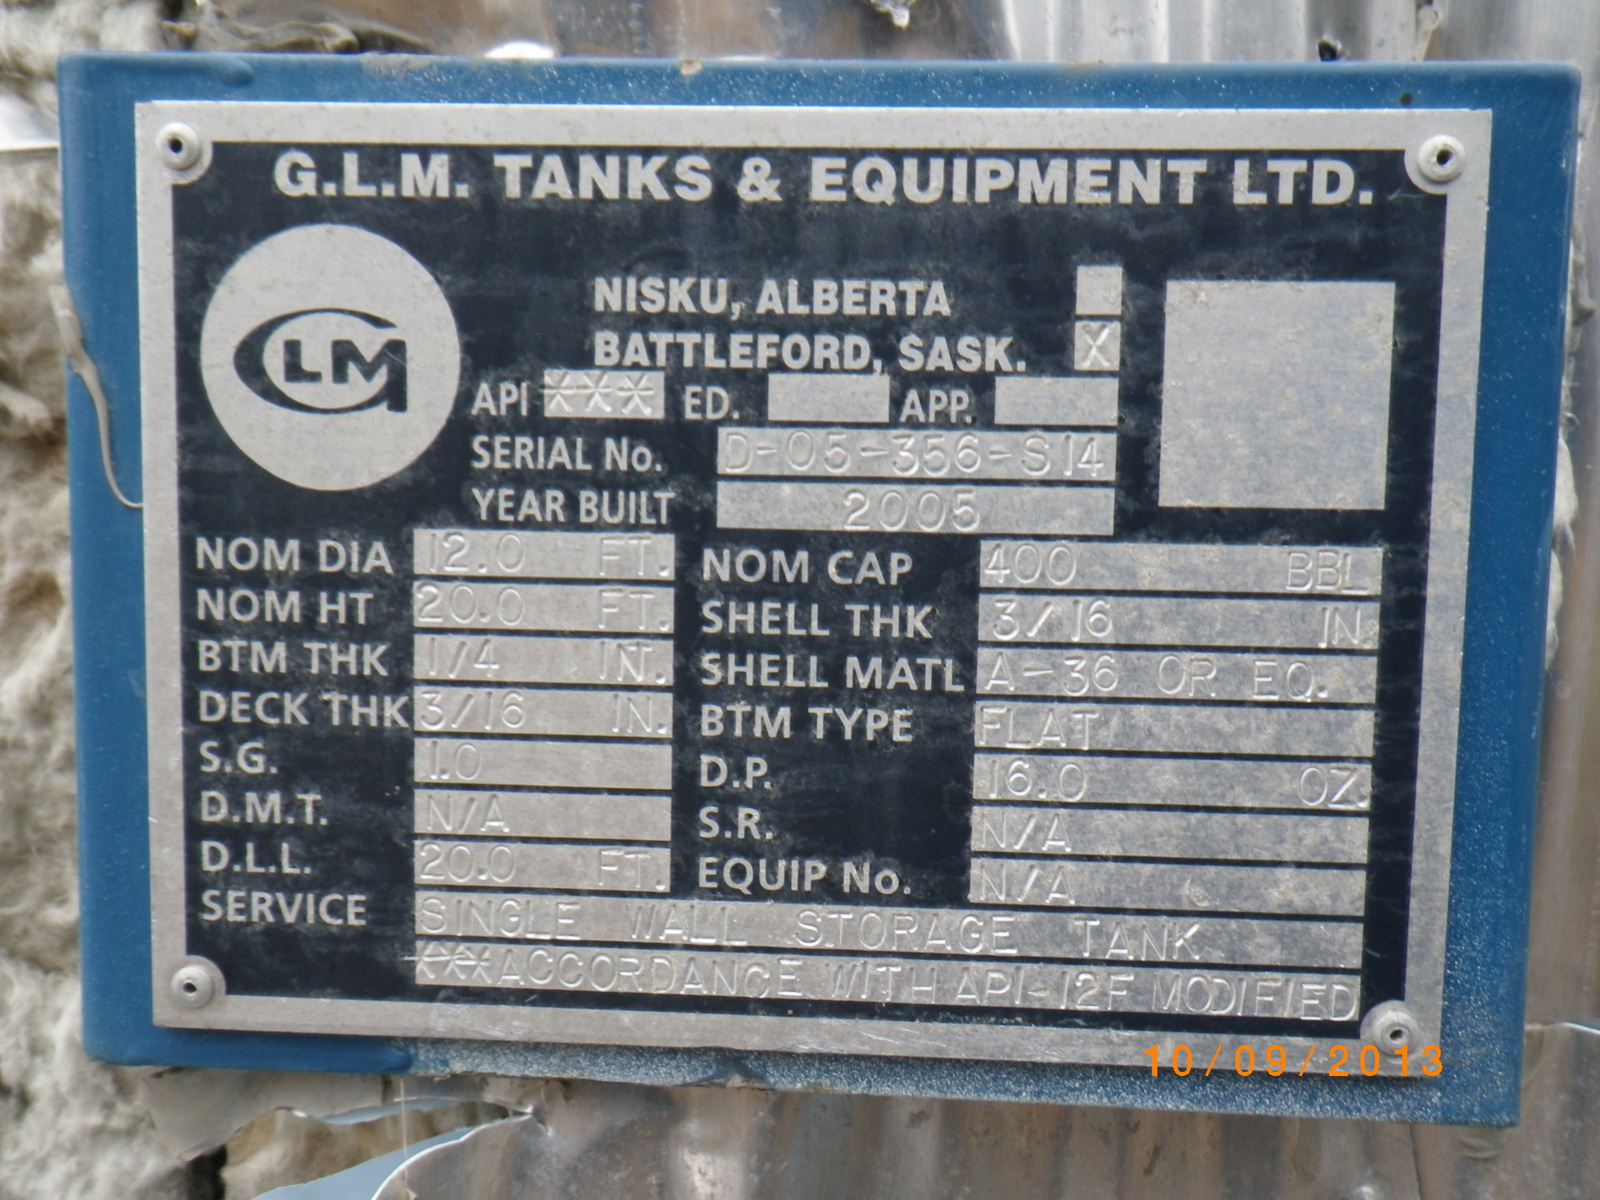 G.L.M. TANKS & EQUIPMENT LTD.
GLM
NISKU, ALBERTA
BATTLEFORD, SASK. X
API *** ED. APP.
SERIAL No. D-05-356-S14
YEAR BUILT 2005
NOM DIA 12.0 FT. NOM CAP 400 BBL
NOM HT 20.0 FT. SHELL THK 3/16 IN.
BTM THK 1/4 IN. SHELL MATL A-36 OR EQ.
DECK THK 3/16 IN. BTM TYPE FLAT
S.G. 1.0 D.P. 16.0 OZ.
D.M.T. N/A S.R. N/A
D.L.L. 20.0 FT. EQUIP No. N/A
SERVICE SINGLE WALL STORAGE TANK
***ACCORDANCE WITH API-12F MODIFIED
10/09/2013